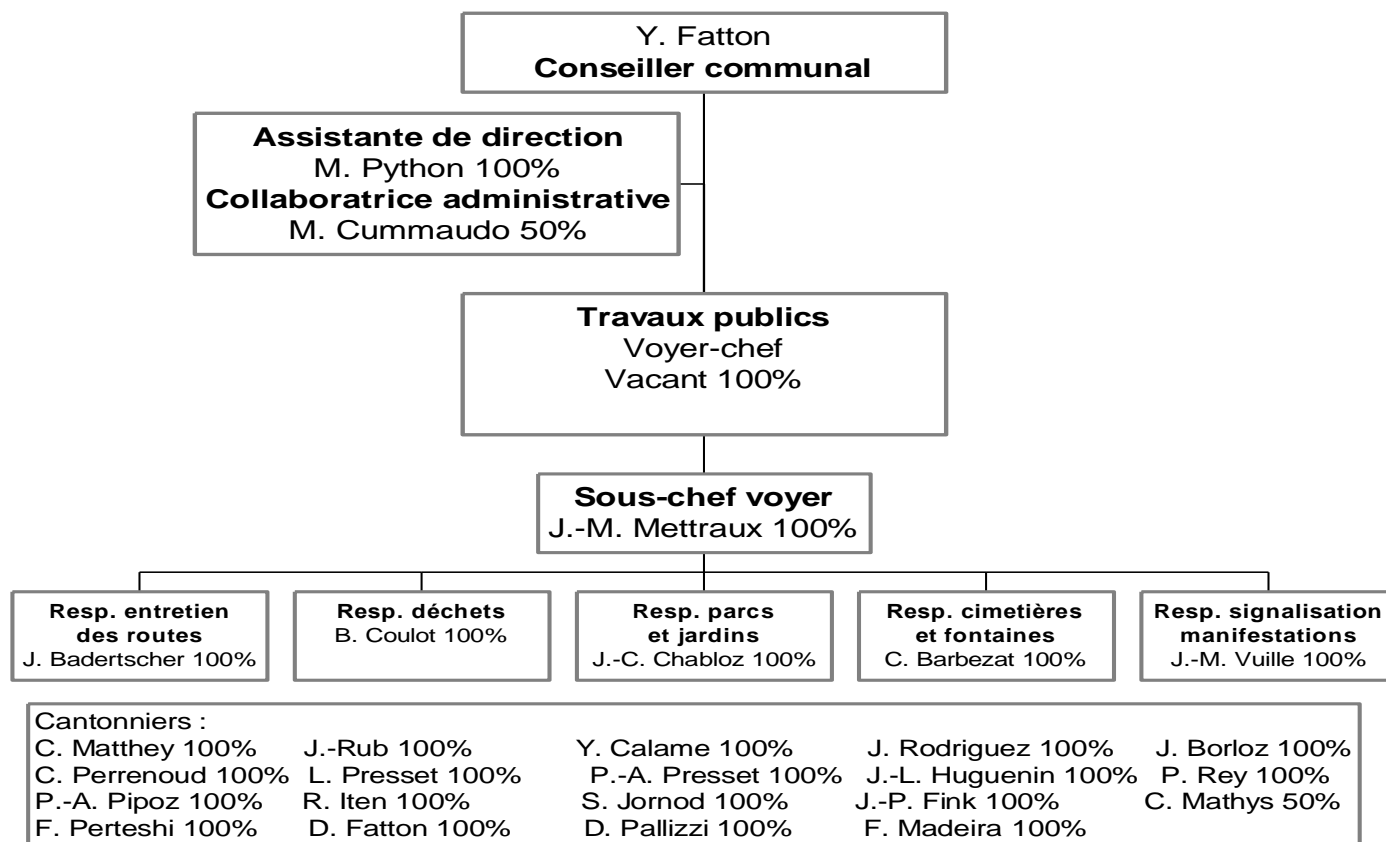 Y. Fatton
Conseiller communal
Assistante de direction
M. Python 100%
Collaboratrice administrative
M. Cummaudo 50%
Travaux publics
Voyer-chef
Vacant 100%
Sous-chef voyer
J.-M. Mettraux 100%
Resp. entretien
des routes
J. Badertscher 100%
Resp. déchets
B. Coulot 100%
Resp. parcs
et jardins
J.-C. Chabloz 100%
Resp. cimetières
et fontaines
C. Barbezat 100%
Resp. signalisation
manifestations
J.-M. Vuille 100%
Cantonniers :
C. Matthey 100% J.-Rub 100% Y. Calame 100% J. Rodriguez 100% J. Borloz 100%
C. Perrenoud 100% L. Presset 100% P.-A. Presset 100% J.-L. Huguenin 100% P. Rey 100%
P.-A. Pipoz 100% R. Iten 100% S. Jornod 100% J.-P. Fink 100% C. Mathys 50%
F. Perteshi 100% D. Fatton 100% D. Pallizzi 100% F. Madeira 100%